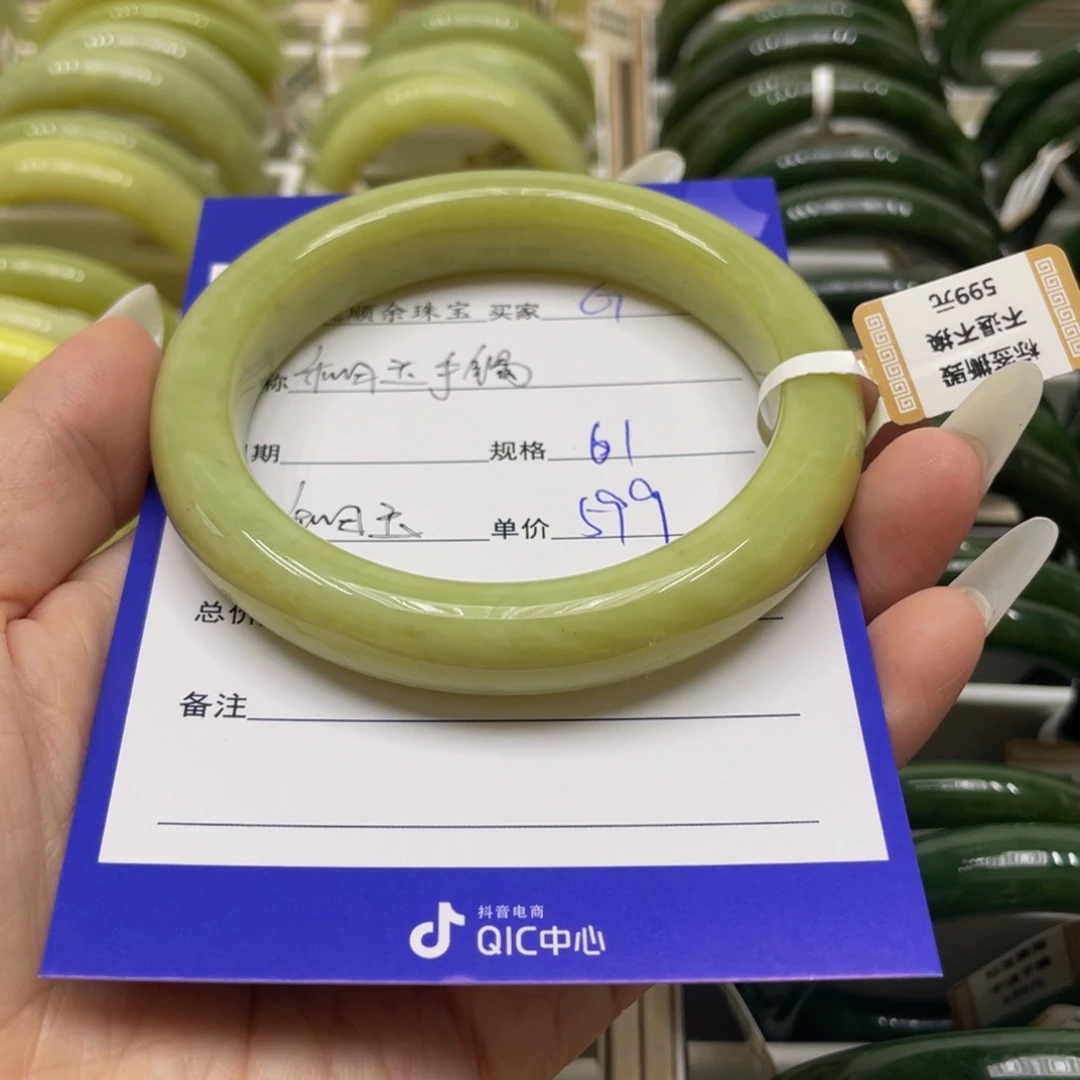 顺余珠宝 买家 G
称 和田玉手镯
期 规格 61
和田玉 单价 599
总价
备注
抖音电商
QIC中心
标签撕毁
不退不换
599元